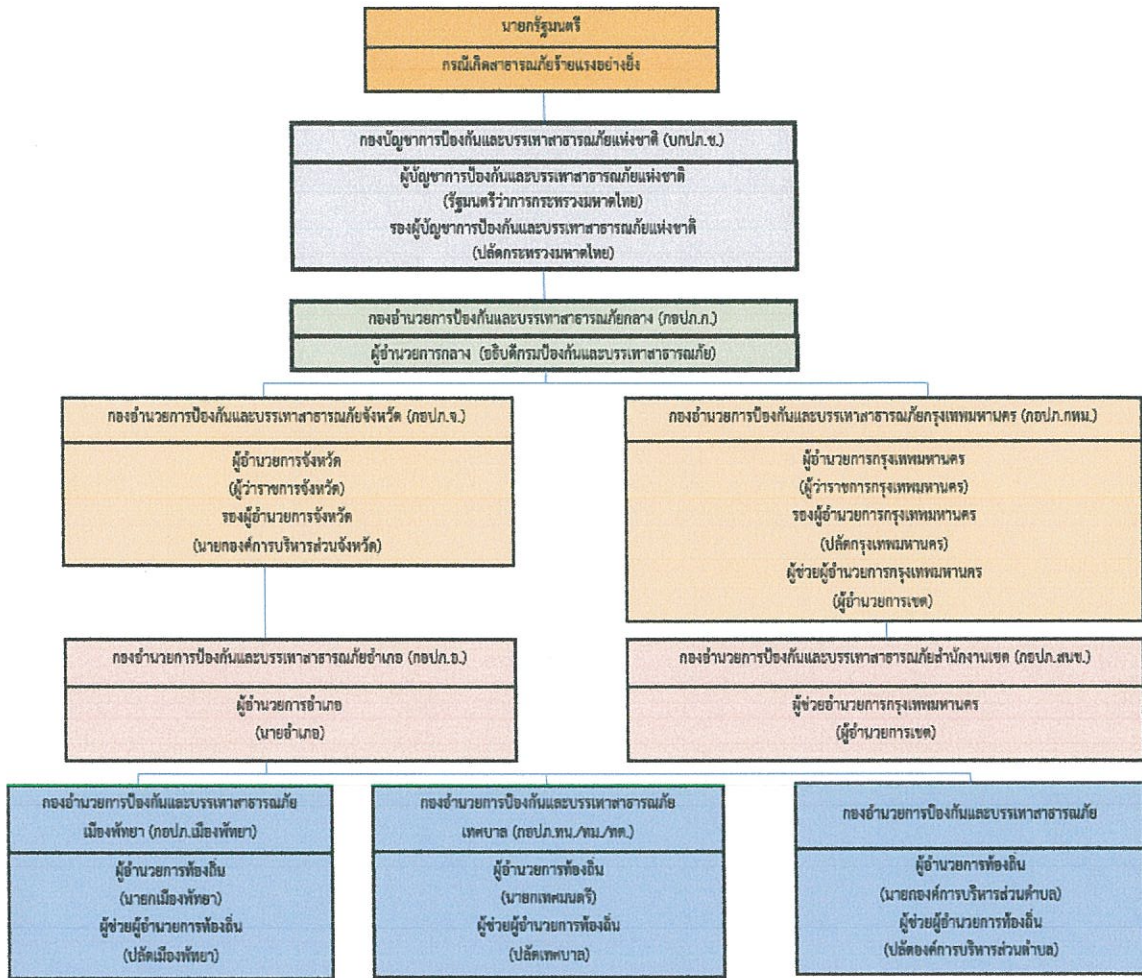 นายกรัฐมนตรี
กรณีเกิดสาธารณภัยร้ายแรงอย่างยิ่ง
กองบัญชาการป้องกันและบรรเทาสาธารณภัยแห่งชาติ (บกปภ.ช.)
ผู้บัญชาการป้องกันและบรรเทาสาธารณภัยแห่งชาติ
(รัฐมนตรีว่าการกระทรวงมหาดไทย)
รองผู้บัญชาการป้องกันและบรรเทาสาธารณภัยแห่งชาติ
(ปลัดกระทรวงมหาดไทย)
กองอำนวยการป้องกันและบรรเทาสาธารณภัยกลาง (กอปภ.ก.)
ผู้อำนวยการกลาง (อธิบดีกรมป้องกันและบรรเทาสาธารณภัย)
กองอำนวยการป้องกันและบรรเทาสาธารณภัยจังหวัด (กอปภ.จ.)
ผู้อำนวยการจังหวัด
(ผู้ว่าราชการจังหวัด)
รองผู้อำนวยการจังหวัด
(นายกองค์การบริหารส่วนจังหวัด)
กองอำนวยการป้องกันและบรรเทาสาธารณภัยกรุงเทพมหานคร (กอปภ.กทม.)
ผู้อำนวยการกรุงเทพมหานคร
(ผู้ว่าราชการกรุงเทพมหานคร)
รองผู้อำนวยการกรุงเทพมหานคร
(ปลัดกรุงเทพมหานคร)
ผู้ช่วยผู้อำนวยการกรุงเทพมหานคร
(ผู้อำนวยการเขต)
กองอำนวยการป้องกันและบรรเทาสาธารณภัยอำเภอ (กอปภ.อ.)
ผู้อำนวยการอำเภอ
(นายอำเภอ)
กองอำนวยการป้องกันและบรรเทาสาธารณภัยสำนักงานเขต (กอปภ.สนข.)
ผู้ช่วยอำนวยการกรุงเทพมหานคร
(ผู้อำนวยการเขต)
กองอำนวยการป้องกันและบรรเทาสาธารณภัย
เมืองพัทยา (กอปภ.เมืองพัทยา)
ผู้อำนวยการท้องถิ่น
(นายกเมืองพัทยา)
ผู้ช่วยผู้อำนวยการท้องถิ่น
(ปลัดเมืองพัทยา)
กองอำนวยการป้องกันและบรรเทาสาธารณภัย
เทศบาล (กอปภ.ทน./ทม./ทต.)
ผู้อำนวยการท้องถิ่น
(นายกเทศมนตรี)
ผู้ช่วยผู้อำนวยการท้องถิ่น
(ปลัดเทศบาล)
กองอำนวยการป้องกันและบรรเทาสาธารณภัย
ผู้อำนวยการท้องถิ่น
(นายกองค์การบริหารส่วนตำบล)
ผู้ช่วยผู้อำนวยการท้องถิ่น
(ปลัดองค์การบริหารส่วนตำบล)